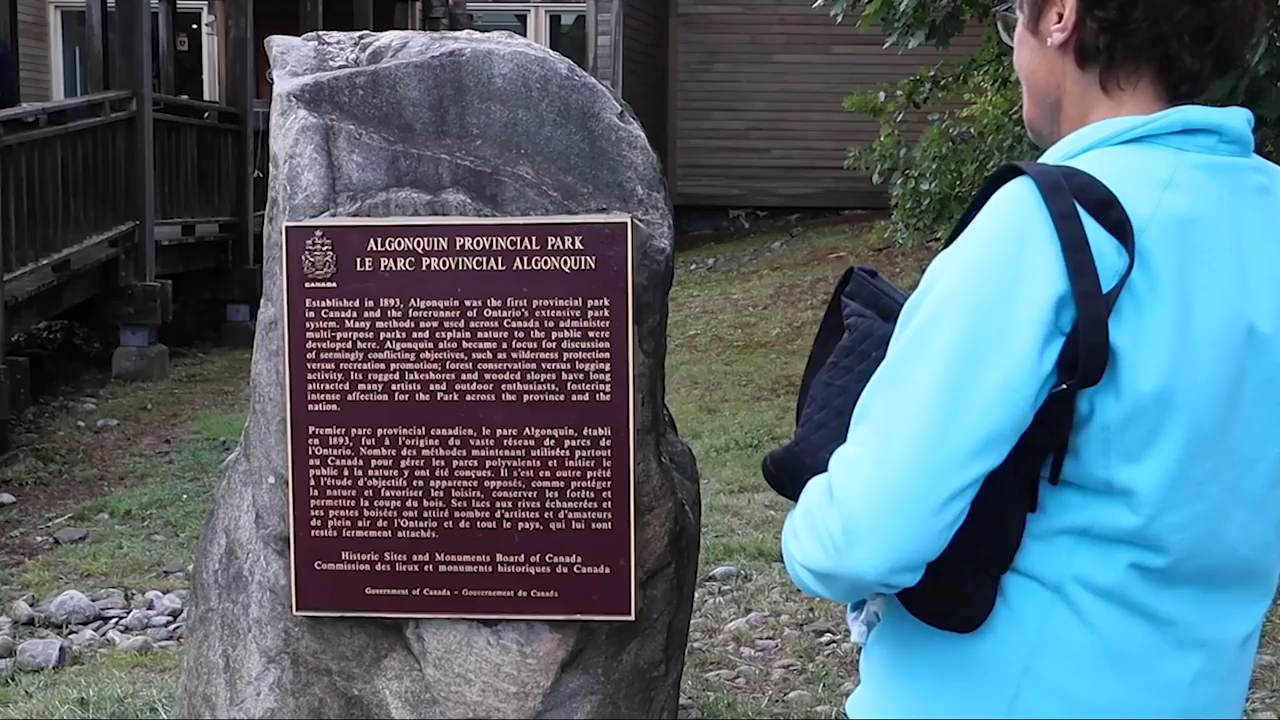 CANADA
ALGONQUIN PROVINCIAL PARK
LE PARC PROVINCIAL ALGONQUIN
Established in 1893, Algonquin was the first provincial park
in Canada and the forerunner of Ontario's extensive park
system. Many methods now used across Canada to administer
multi-purpose parks and explain nature to the public were
developed here. Algonquin also became a focus for discussion
of seemingly conflicting objectives, such as wilderness protection
versus recreation promotion; forest conservation versus logging
activity. Its rugged lakeshores and wooded slopes have long
attracted many artists and outdoor enthusiasts, fostering
intense affection for the Park across the province and the
nation.
Premier parc provincial canadien, le parc Algonquin, établi
en 1893, fut à l'origine du vaste réseau de parcs de
l'Ontario. Nombre des méthodes maintenant utilisées partout
au Canada pour gérer les parcs polyvalents et initier le
public à la nature y ont été conçues. Il s'est en outre prêté
à l'étude d'objectifs en apparence opposés, comme protéger
la nature et favoriser les loisirs, conserver les forêts et
permettre la coupe du bois. Ses lacs aux rives échancrées et
ses pentes boisées ont attiré nombre d'artistes et d'amateurs
de plein air de l'Ontario et de tout le pays, qui lui sont
restés fermement attachés.
Historic Sites and Monuments Board of Canada
Commission des lieux et monuments historiques du Canada
Government of Canada - Gouvernement du Canada